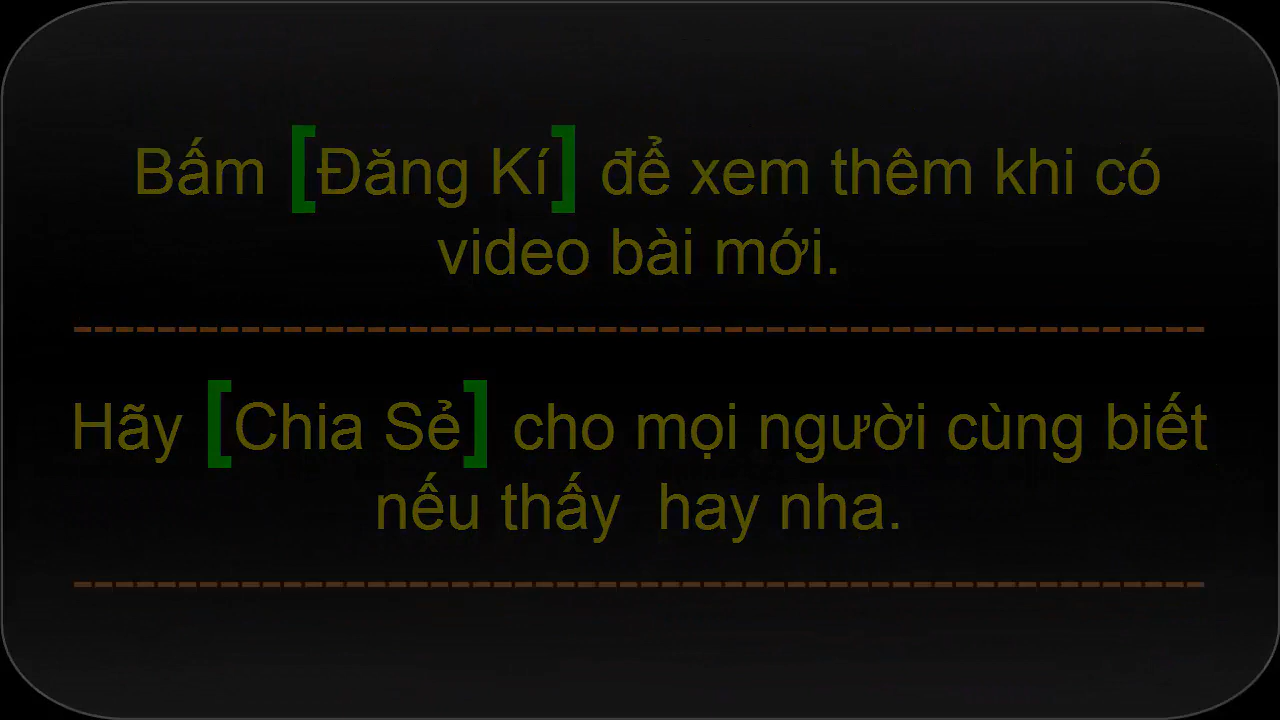 Bấm [Đăng Kí] để xem thêm khi có
video bài mới.
------------------------------------------------------
Hãy [Chia Sẻ] cho mọi người cùng biết
nếu thấy  hay nha.
------------------------------------------------------